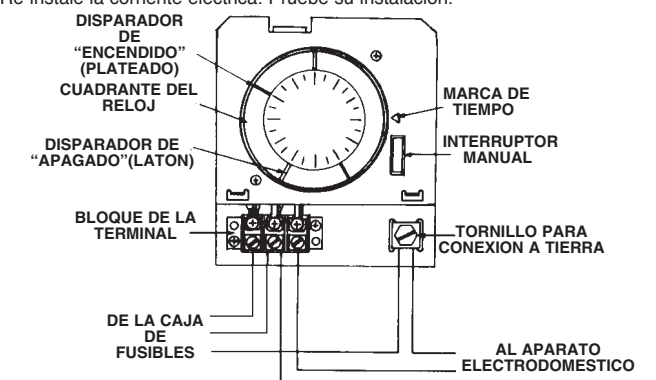 Re instale la corriente eléctrica. Pruebe su instalación.
DISPARADOR
DE
“ENCENDIDO”
(PLATEADO)
CUADRANTE DEL
RELOJ
DISPARADOR DE
“APAGADO”(LATON)
BLOQUE DE LA
TERMINAL
DE LA CAJA
DE
FUSIBLES
MARCA DE
TIEMPO
INTERRUPTOR
MANUAL
TORNILLO PARA
CONEXION A TIERRA
AL APARATO
ELECTRODOMESTICO